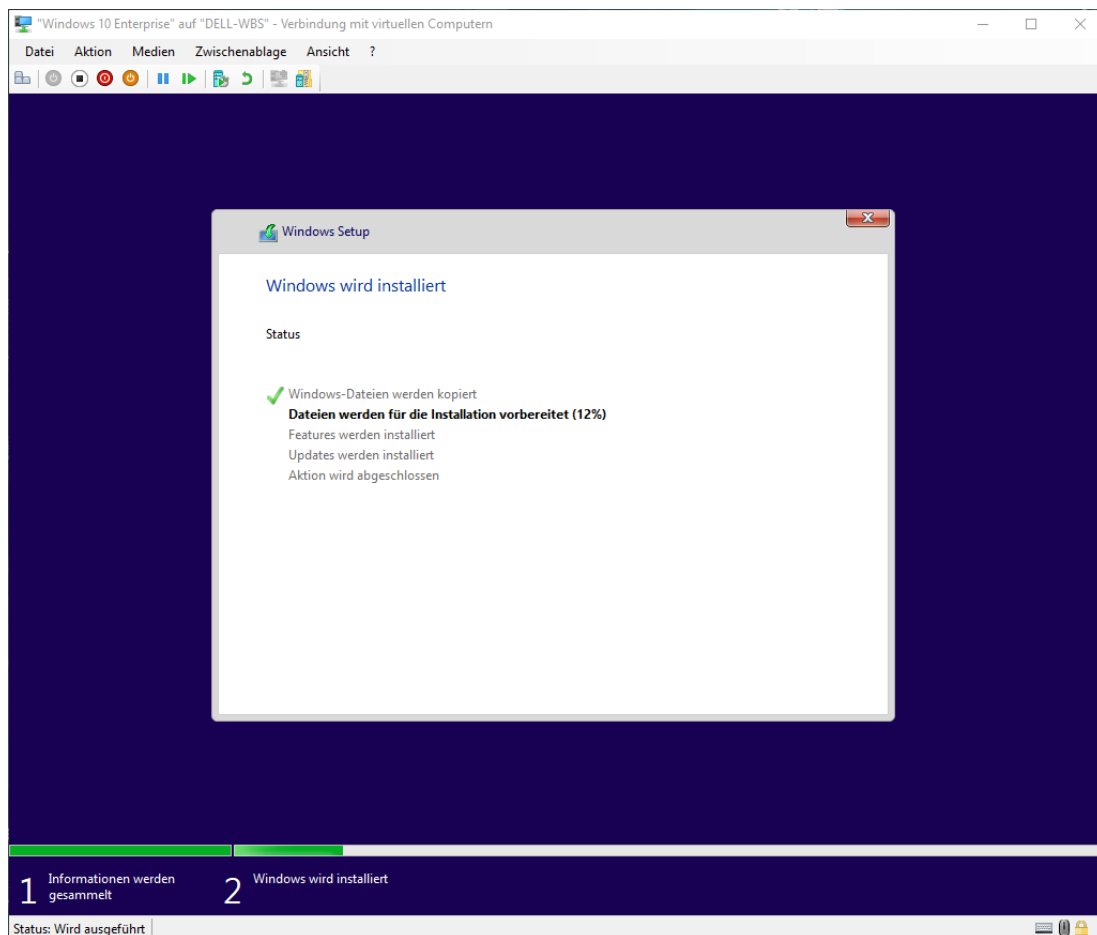 "Windows 10 Enterprise" auf "DELL-WBS" - Verbindung mit virtuellen Computern
Datei Aktion Medien Zwischenablage Ansicht ?
Windows Setup
Windows wird installiert
Status
Windows-Dateien werden kopiert
Dateien werden für die Installation vorbereitet (12%)
Features werden installiert
Updates werden installiert
Aktion wird abgeschlossen
1 Informationen werden
gesammelt
2 Windows wird installiert
Status: Wird ausgeführt